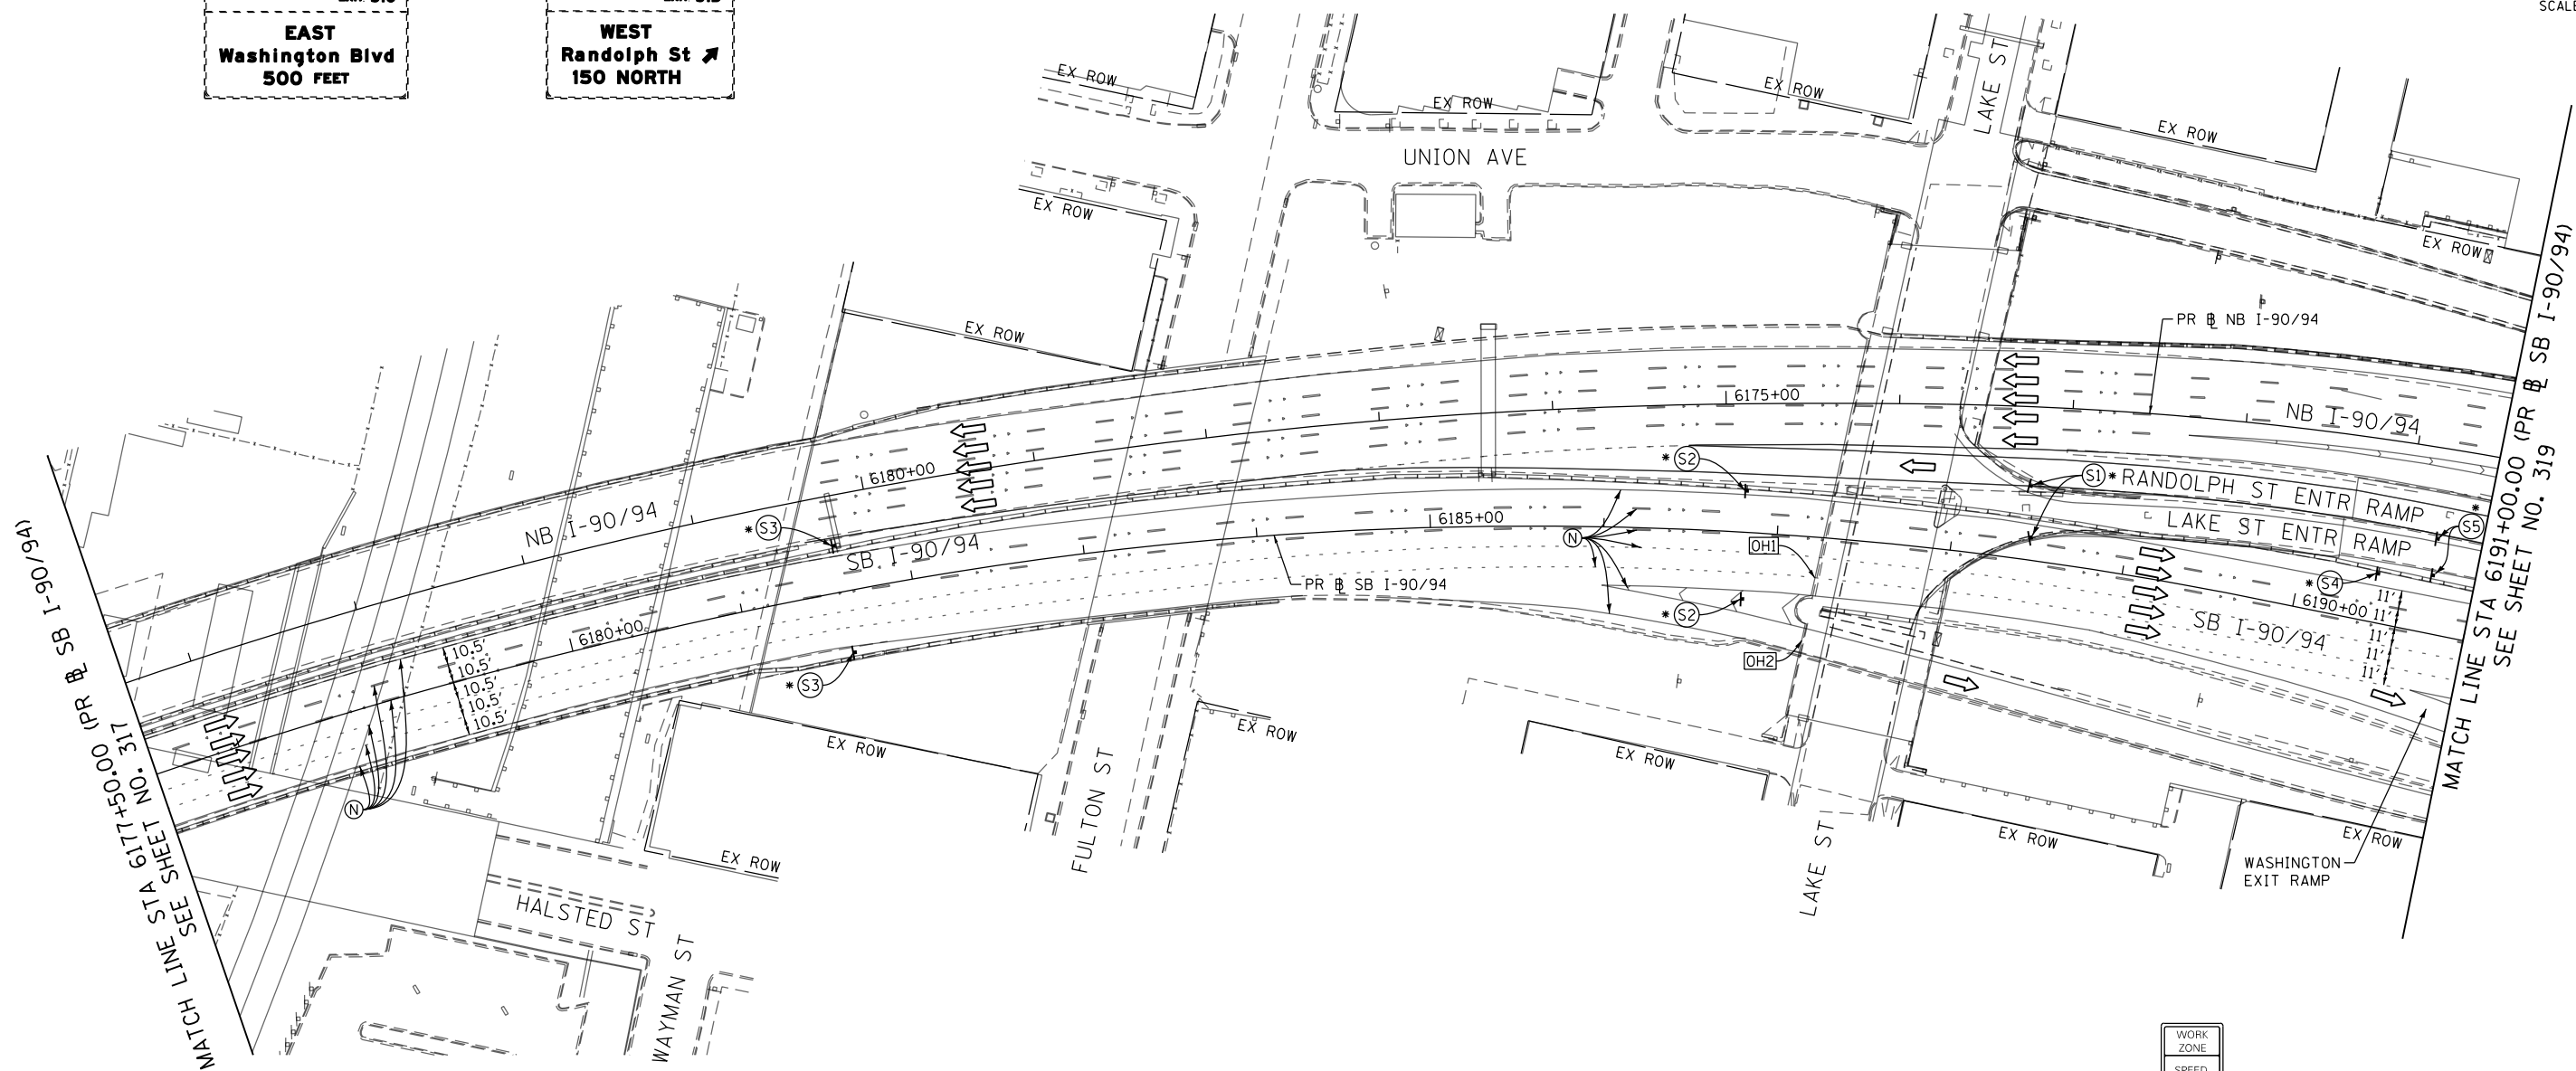 SCALE
EAST
Washington Blvd
500 FEET
WEST
Randolph St
150 NORTH
EX ROW
EX ROW
EX ROW
LAKE ST
EX ROW
UNION AVE
EX ROW
EX ROW
EX ROW
PR BL NB I-90/94
6175+00
NB I-90/94
6180+00
* S2
S1 *
RANDOLPH ST ENTR RAMP
LAKE ST ENTR RAMP
*
S5
NB I-90/94
* S3
SB I-90/94
6185+00
N
OH1
PR BL SB I-90/94
* S4
11'
6190+00
11'
11'
11'
11'
SB I-90/94
* S2
6180+00
10.5'
10.5'
10.5'
10.5'
10.5'
* S3
OH2
N
EX ROW
EX ROW
EX ROW
EX ROW
EX ROW
EX ROW
FULTON ST
LAKE ST
WASHINGTON
EXIT RAMP
HALSTED ST
WAYMAN ST
MATCH LINE STA 6177+50.00 (PR BL SB I-90/94)
SEE SHEET NO. 317
MATCH LINE STA 6191+00.00 (PR BL SB I-90/94)
SEE SHEET NO. 319
WORK
ZONE
SPEED